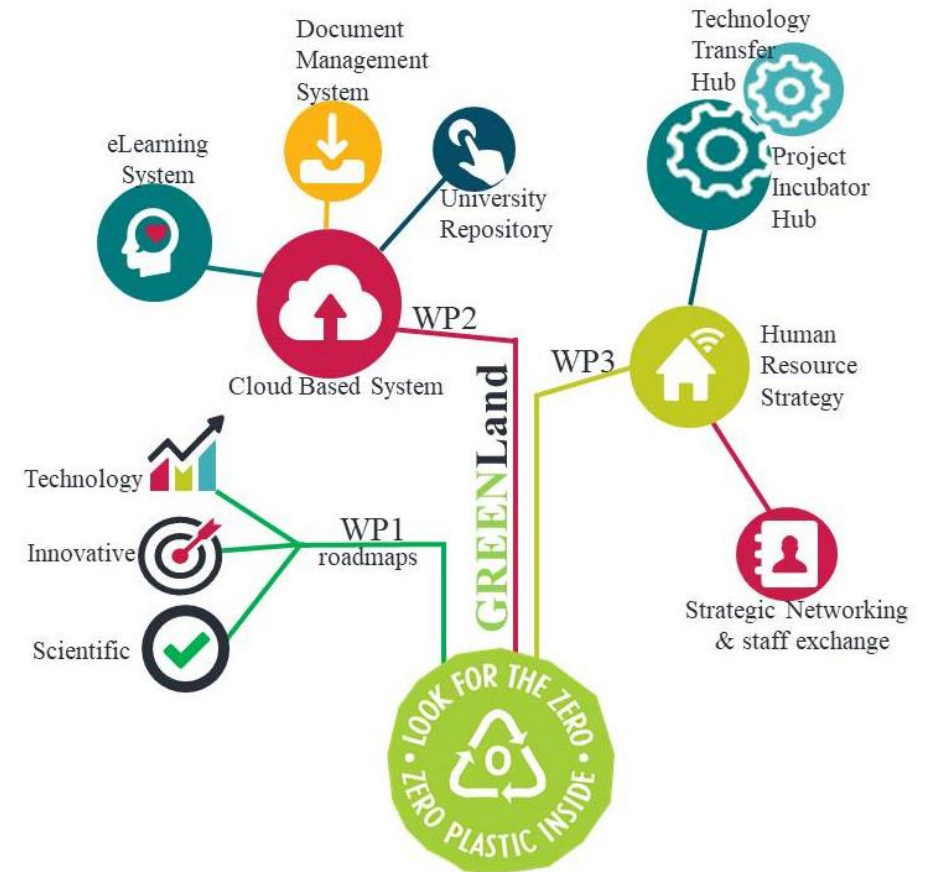 Document
Management
System
Technology
Transfer
Hub
eLearning
System
University
Repository
Project
Incubator
Hub
WP2
Cloud Based System
WP3
Human
Resource
Strategy
GREENLand
Technology
Innovative
Scientific
WP1
roadmaps
Strategic Networking
& staff exchange
• LOOK FOR THE ZERO •
ZERO PLASTIC INSIDE
0